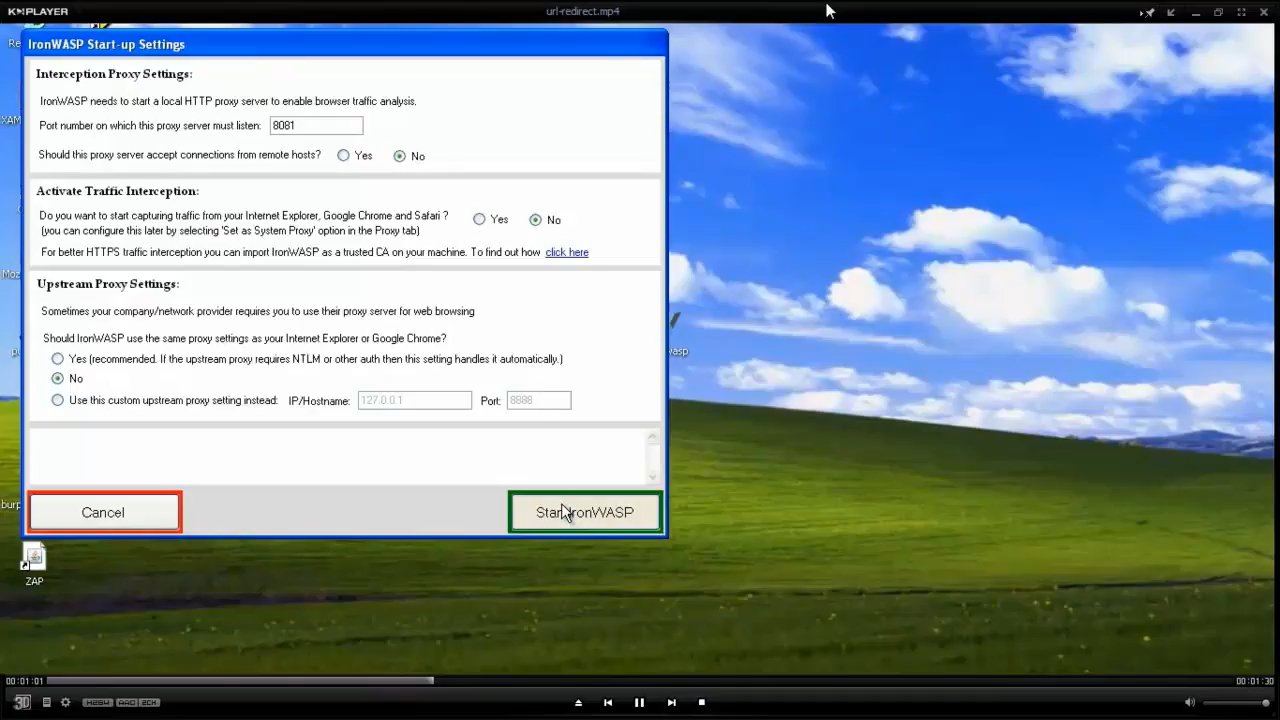 KMPLAYER
url-redirect.mp4
IronWASP Start-up Settings
Interception Proxy Settings:
IronWASP needs to start a local HTTP proxy server to enable browser traffic analysis.
Port number on which this proxy server must listen: 8081
Should this proxy server accept connections from remote hosts? Yes No
Activate Traffic Interception:
Do you want to start capturing traffic from your Internet Explorer, Google Chrome and Safari ? Yes No
(you can configure this later by selecting 'Set as System Proxy' option in the Proxy tab)
For better HTTPS traffic interception you can import IronWASP as a trusted CA on your machine. To find out how click here
Upstream Proxy Settings:
Sometimes your company/network provider requires you to use their proxy server for web browsing
Should IronWASP use the same proxy settings as your Internet Explorer or Google Chrome?
Yes (recommended. If the upstream proxy requires NTLM or other auth then this setting handles it automatically.)
No
Use this custom upstream proxy setting instead: IP/Hostname: 127.0.0.1 Port: 8888
Cancel
Start IronWASP
Re
XAM
Moz
burp
wasp
ZAP
00:01:01
00:01:30
3D
H264 AAC 2CH